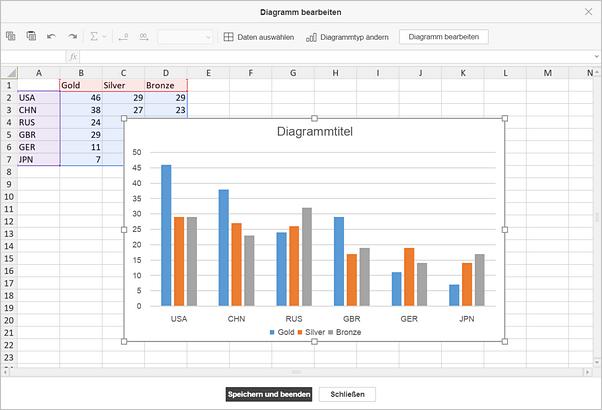 Diagramm bearbeiten
Daten auswählen Diagrammtyp ändern Diagramm bearbeiten
fx
A B C D E F G H I J K L M N
1 Gold Silver Bronze
2 USA 46 29 29
3 CHN 38 27 23
4 RUS 24
5 GBR 29
6 GER 11
7 JPN 7
8
9
10
11
12
13
14
15
16
17
18
19
20
21
22
23
Diagrammtitel
50
45
40
35
30
25
20
15
10
5
0
USA CHN RUS GBR GER JPN
Gold Silver Bronze
Speichern und beenden Schließen